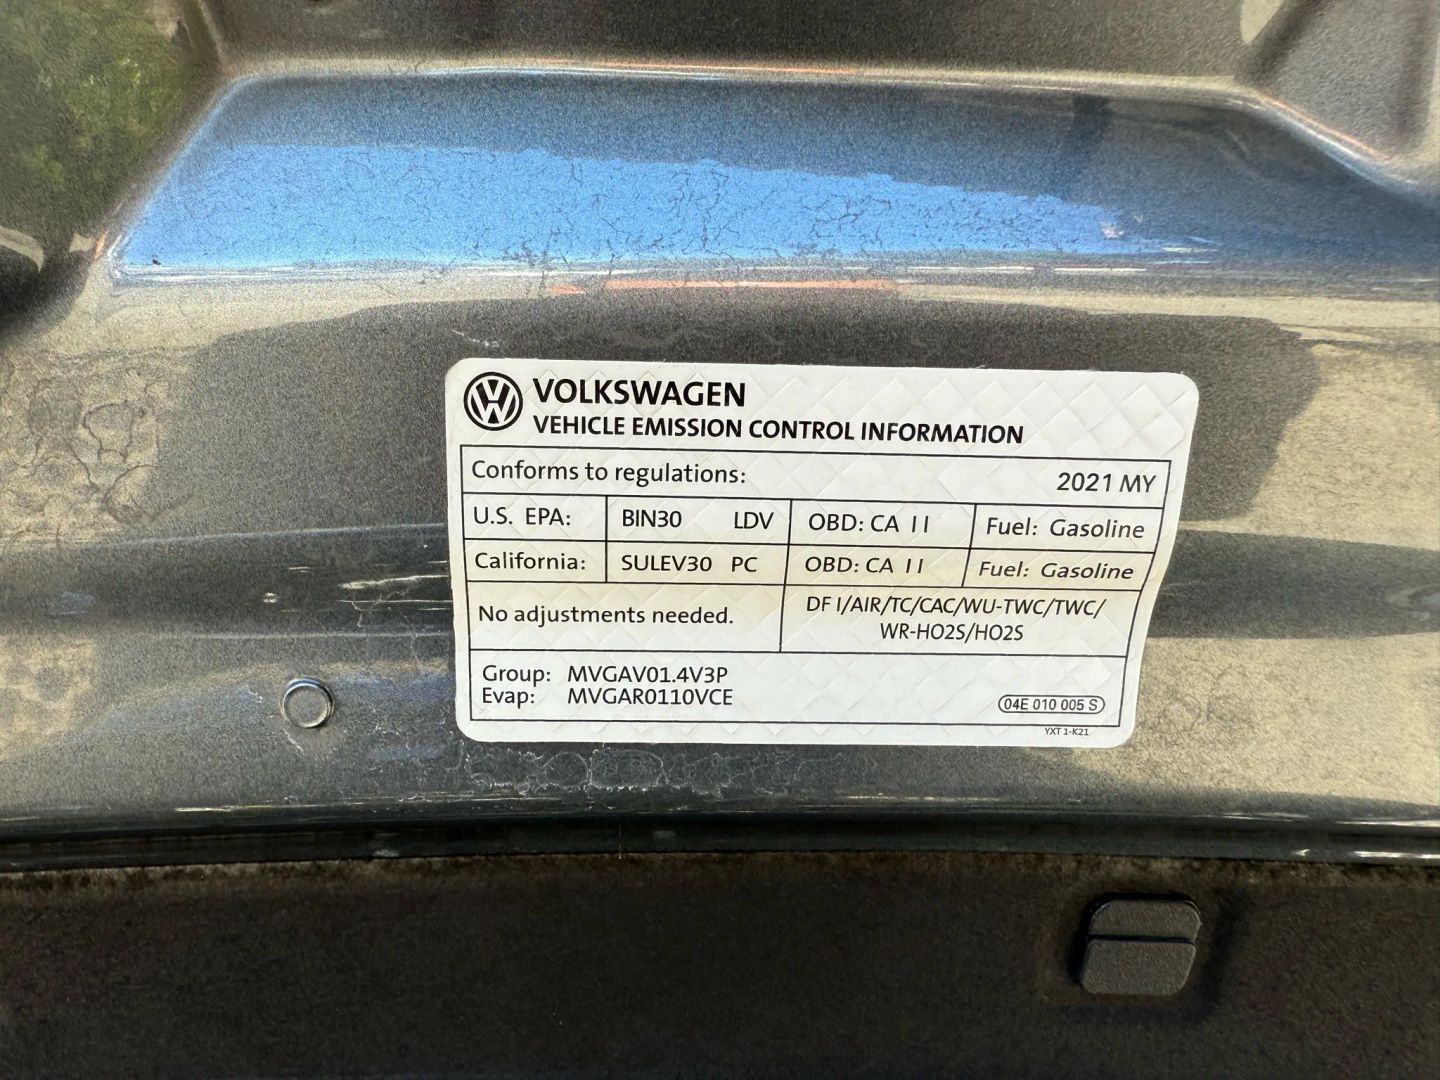 VOLKSWAGEN
VEHICLE EMISSION CONTROL INFORMATION
Conforms to regulations: 2021 MY
U.S. EPA: BIN30 LDV OBD: CA II Fuel: Gasoline
California: SULEV30 PC OBD: CA II Fuel: Gasoline
No adjustments needed.
DFI/AIR/TC/CAC/WU-TWC/TWC/
WR-HO2S/HO2S
Group: MVGAV01.4V3P
Evap: MVGAR0110VCE
04E 010 005 S
YXT 1-K21